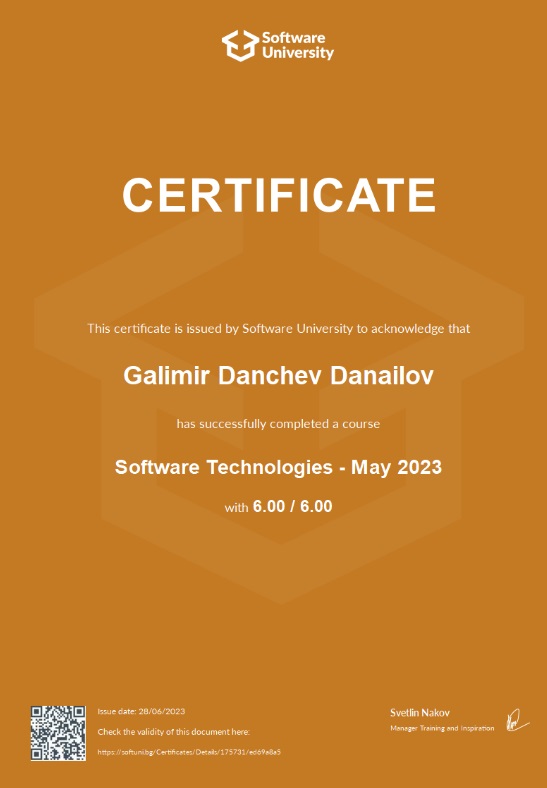 Software
University
CERTIFICATE
This certificate is issued by Software University to acknowledge that
Galimir Danchev Danailov
has successfully completed a course
Software Technologies - May 2023
with 6.00 / 6.00
Issue date: 28/06/2023
Check the validity of this document here:
https://softuni.bg/Certificates/Details/175731/ed69e8a5
Svetlin Nakov
Manager Training and Inspiration